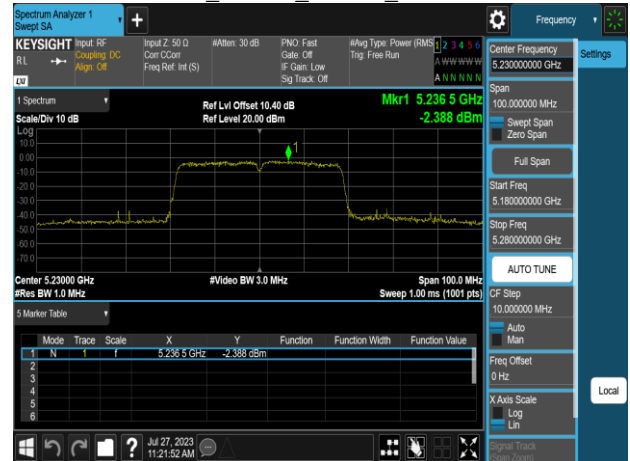 Spectrum Analyzer 1
Swept SA
Frequency
KEYSIGHT
RL
LXI
Input: RF
Coupling: DC
Align: Off
Input Z: 50 Ω
Corr CCorr
Freq Ref: Int (S)
#Atten: 30 dB
PNO: Fast
Gate: Off
IF Gain: Low
Sig Track: Off
#Avg Type: Power (RMS
Trig: Free Run
1 2 3 4 5 6
A W W W W W
A N N N N N
Center Frequency
5.230000000 GHz
Settings
Span
100.000000 MHz
Swept Span
Zero Span
Full Span
Start Freq
5.180000000 GHz
Stop Freq
5.280000000 GHz
AUTO TUNE
CF Step
10.000000 MHz
Auto
Man
Freq Offset
0 Hz
X Axis Scale
Log
Lin
Local
Signal Track
(Span Zoom)
1 Spectrum
Scale/Div 10 dB
Ref Lvl Offset 10.40 dB
Ref Level 20.00 dBm
Mkr1 5.236 5 GHz
-2.388 dBm
Log
10.0
0.00
-10.0
-20.0
-30.0
-40.0
-50.0
-60.0
-70.0
1
Center 5.23000 GHz
#Res BW 1.0 MHz
#Video BW 3.0 MHz
Span 100.0 MHz
Sweep 1.00 ms (1001 pts)
5 Marker Table
Mode Trace Scale X Y Function Function Width Function Value
1 N 1 f 5.236 5 GHz -2.388 dBm
2
3
4
5
6
?
Jul 27, 2023
11:21:52 AM